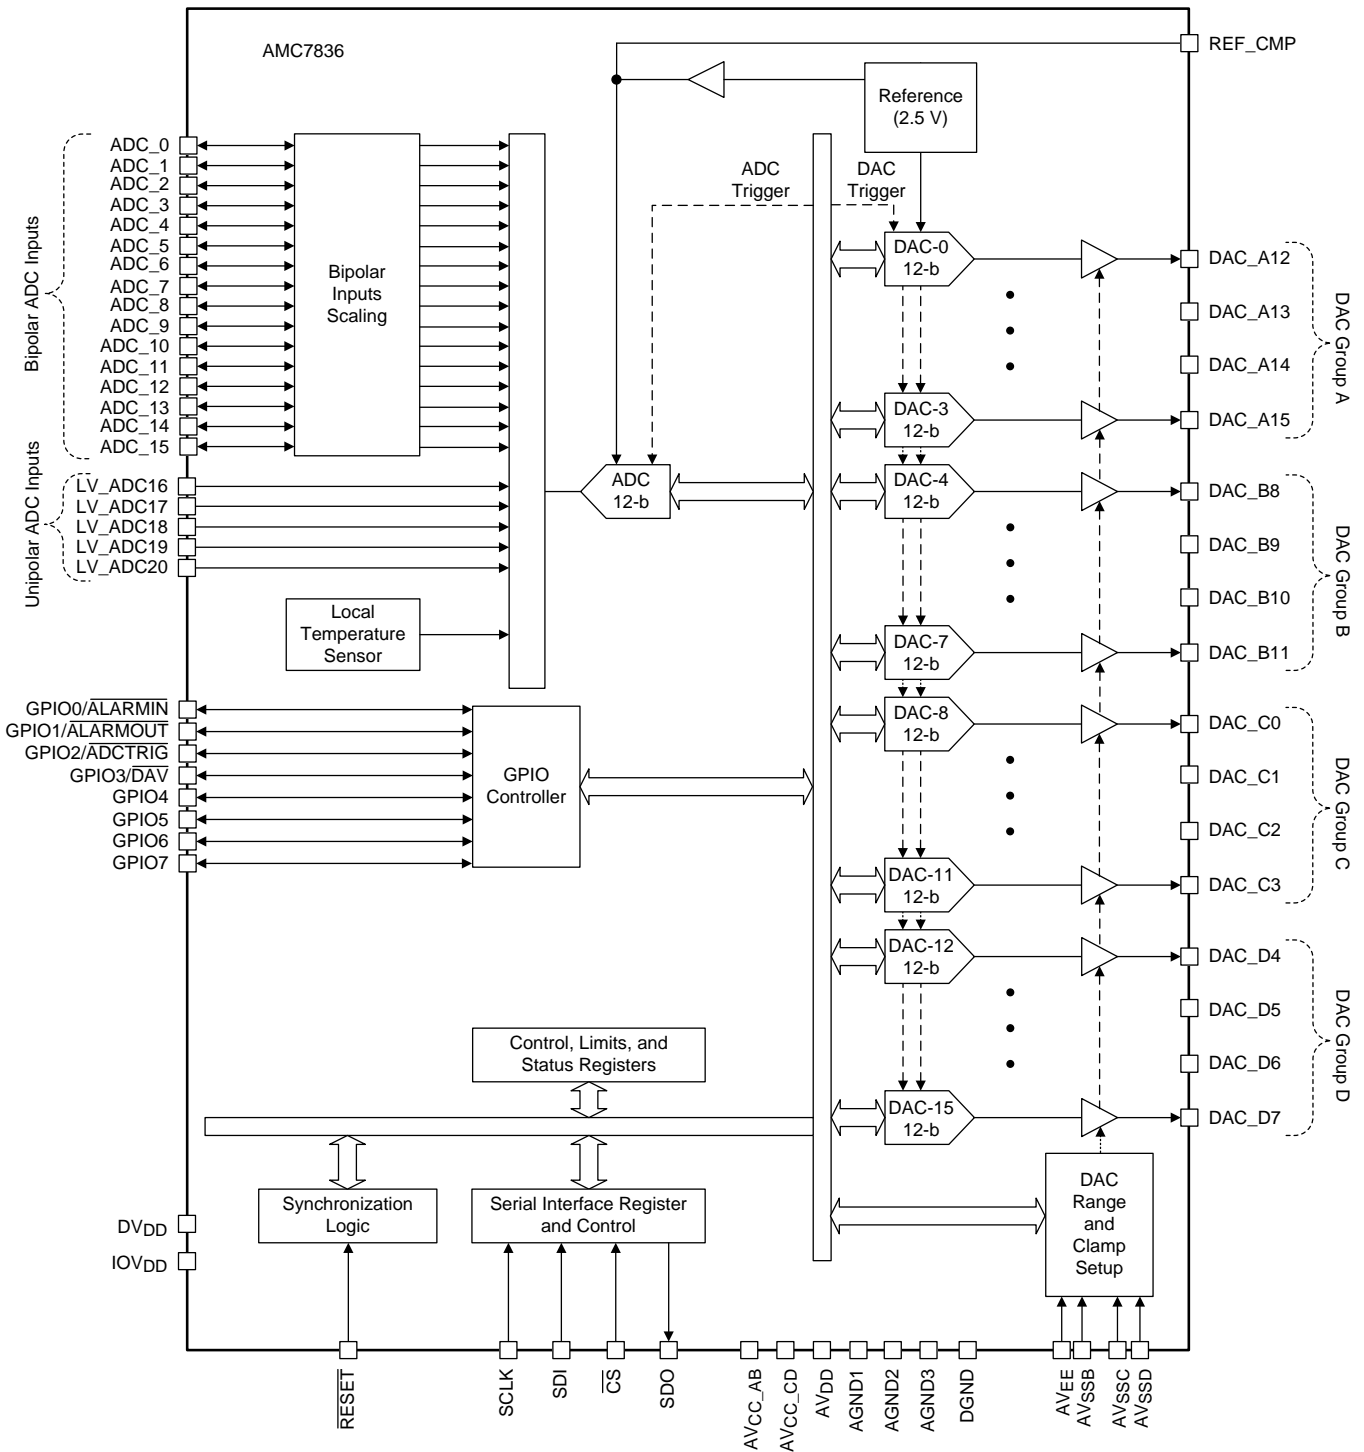 AMC7836
REF_CMP
Reference
(2.5 V)
Bipolar ADC Inputs
ADC_0
ADC_1
ADC_2
ADC_3
ADC_4
ADC_5
ADC_6
ADC_7
ADC_8
ADC_9
ADC_10
ADC_11
ADC_12
ADC_13
ADC_14
ADC_15
Bipolar
Inputs
Scaling
Unipolar ADC Inputs
LV_ADC16
LV_ADC17
LV_ADC18
LV_ADC19
LV_ADC20
Local
Temperature
Sensor
ADC
Trigger
DAC
Trigger
ADC
12-b
GPIO0/ALARMIN
GPIO1/ALARMOUT
GPIO2/ADCTRIG
GPIO3/DAV
GPIO4
GPIO5
GPIO6
GPIO7
GPIO
Controller
DAC-0
12-b
DAC-3
12-b
DAC-4
12-b
DAC-7
12-b
DAC-8
12-b
DAC-11
12-b
DAC-12
12-b
DAC-15
12-b
DAC_A12
DAC_A13
DAC_A14
DAC_A15
DAC Group A
DAC_B8
DAC_B9
DAC_B10
DAC_B11
DAC Group B
DAC_C0
DAC_C1
DAC_C2
DAC_C3
DAC Group C
DAC_D4
DAC_D5
DAC_D6
DAC_D7
DAC Group D
Control, Limits, and
Status Registers
Synchronization
Logic
Serial Interface Register
and Control
DAC
Range
and
Clamp
Setup
DVDD
IOVDD
RESET
SCLK
SDI
CS
SDO
AVCC_AB
AVCC_CD
AVDD
AGND1
AGND2
AGND3
DGND
AVEE
AVSSB
AVSSC
AVSSD